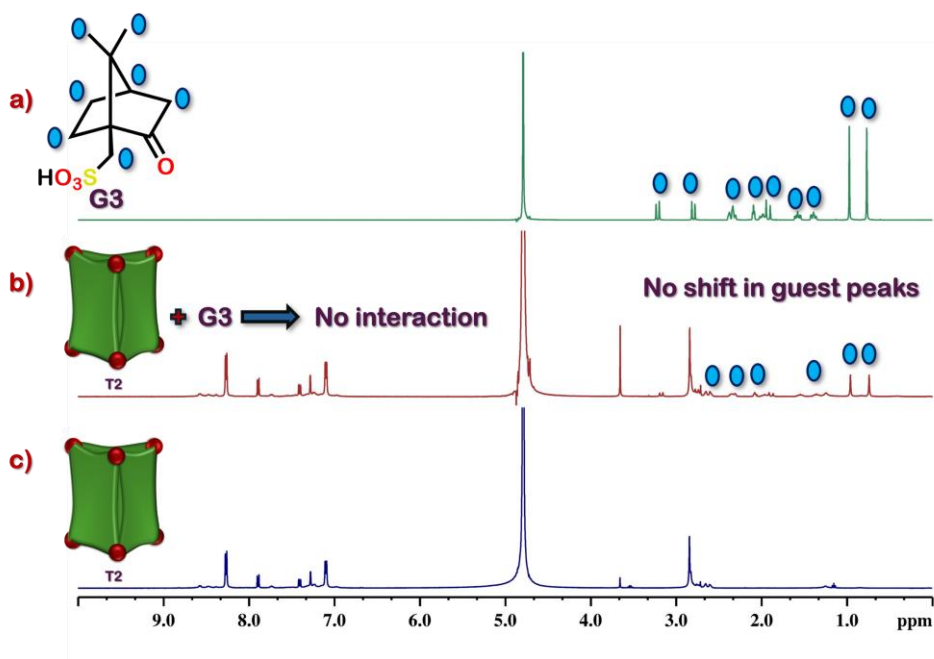 a)
HO3S
O
G3
b)
T2
+ G3
No interaction
No shift in guest peaks
c)
T2
9.0 8.0 7.0 6.0 5.0 4.0 3.0 2.0 1.0 ppm